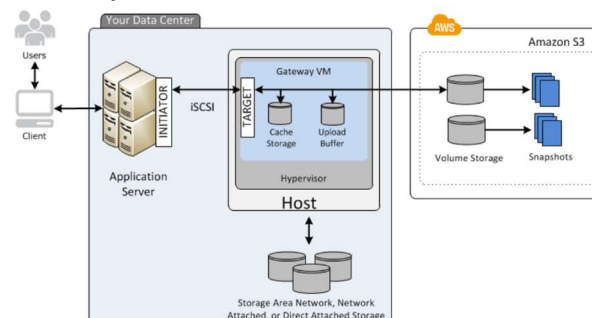 Your Data Center
AWS
Amazon S3
Users
Client
Application
Server
INITIATOR
iSCSI
TARGET
Gateway VM
Cache
Storage
Upload
Buffer
Hypervisor
Host
Volume Storage
Snapshots
Storage Area Network, Network
Attached, or Direct Attached Storage